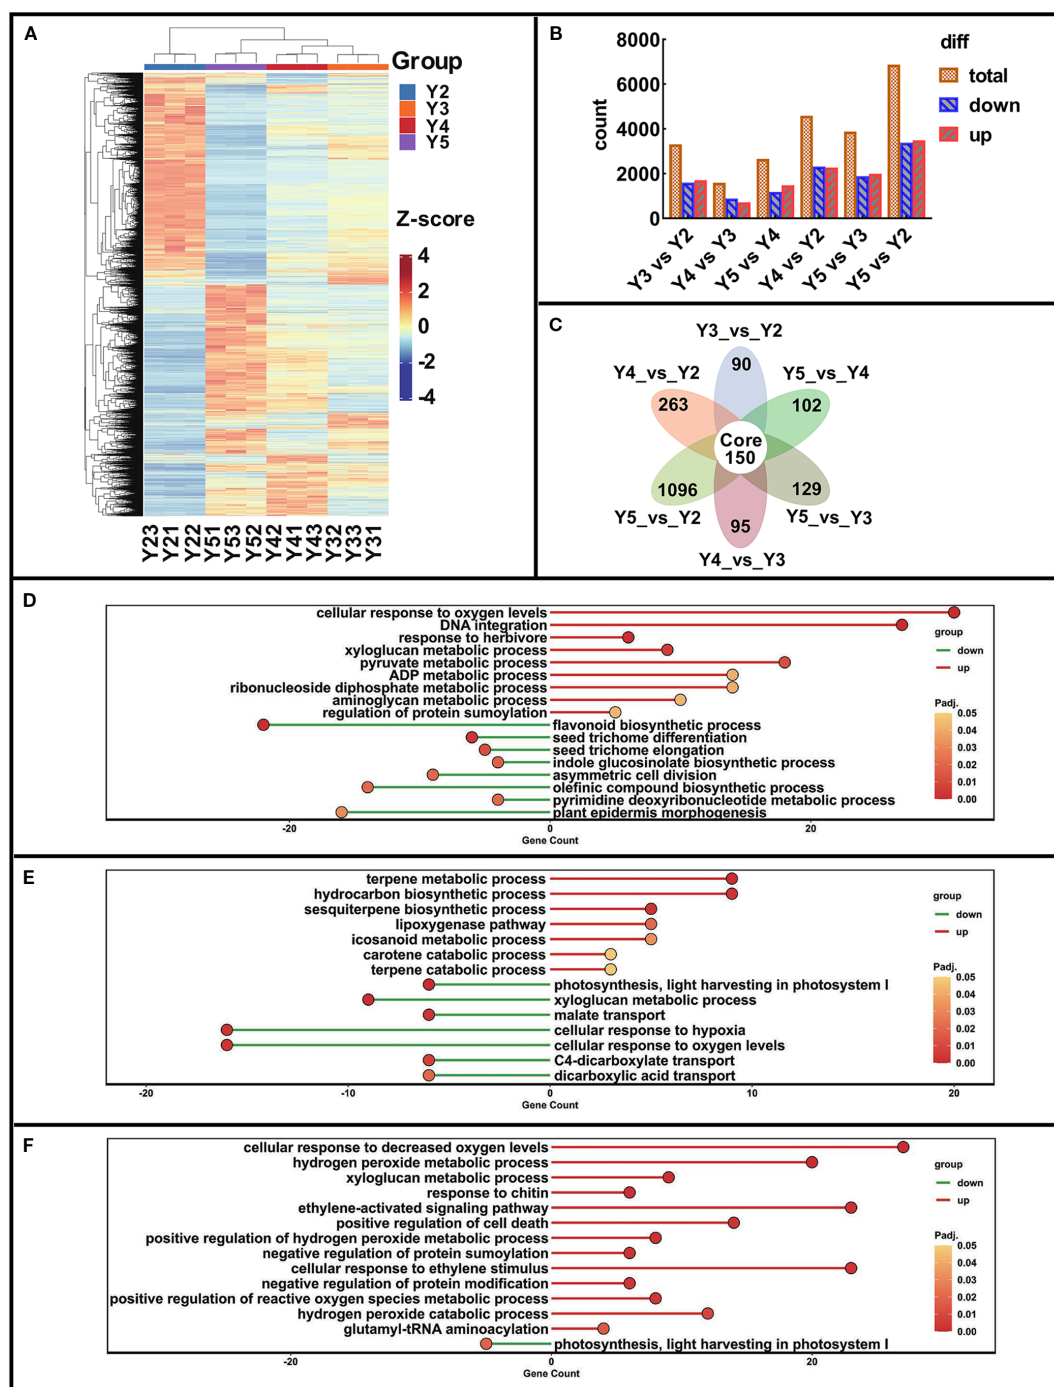 A
Group
Y2
Y3
Y4
Y5
Z-score
4
2
0
-2
-4
Y23
Y21
Y22
Y51
Y53
Y52
Y42
Y41
Y43
Y32
Y33
Y31
B
8000
6000
4000
2000
0
count
diff
total
down
up
Y3 vs Y2
Y4 vs Y3
Y5 vs Y4
Y4 vs Y2
Y5 vs Y3
Y5 vs Y2
C
Y3_vs_Y2
90
Y4_vs_Y2
263
Y5_vs_Y4
102
Core
150
1096
Y5_vs_Y2
129
Y5_vs_Y3
95
Y4_vs_Y3
D
cellular response to oxygen levels
DNA integration
response to herbivore
xyloglucan metabolic process
pyruvate metabolic process
ADP metabolic process
ribonucleoside diphosphate metabolic process
aminoglycan metabolic process
regulation of protein sumoylation
flavonoid biosynthetic process
seed trichome differentiation
seed trichome elongation
indole glucosinolate biosynthetic process
asymmetric cell division
olefinic compound biosynthetic process
pyrimidine deoxyribonucleotide metabolic process
plant epidermis morphogenesis
-20
0
20
Gene Count
group
down
up
Padj.
0.05
0.04
0.03
0.02
0.01
0.00
E
terpene metabolic process
hydrocarbon biosynthetic process
sesquiterpene biosynthetic process
lipoxygenase pathway
icosanoid metabolic process
carotene catabolic process
terpene catabolic process
photosynthesis, light harvesting in photosystem I
xyloglucan metabolic process
malate transport
cellular response to hypoxia
cellular response to oxygen levels
C4-dicarboxylate transport
dicarboxylic acid transport
-20
-10
0
10
20
Gene Count
group
down
up
Padj.
0.05
0.04
0.03
0.02
0.01
0.00
F
cellular response to decreased oxygen levels
hydrogen peroxide metabolic process
xyloglucan metabolic process
response to chitin
ethylene-activated signaling pathway
positive regulation of cell death
positive regulation of hydrogen peroxide metabolic process
negative regulation of protein sumoylation
cellular response to ethylene stimulus
negative regulation of protein modification
positive regulation of reactive oxygen species metabolic process
hydrogen peroxide catabolic process
glutamyl-tRNA aminoacylation
photosynthesis, light harvesting in photosystem I
-20
0
20
Gene Count
group
down
up
Padj.
0.05
0.04
0.03
0.02
0.01
0.00